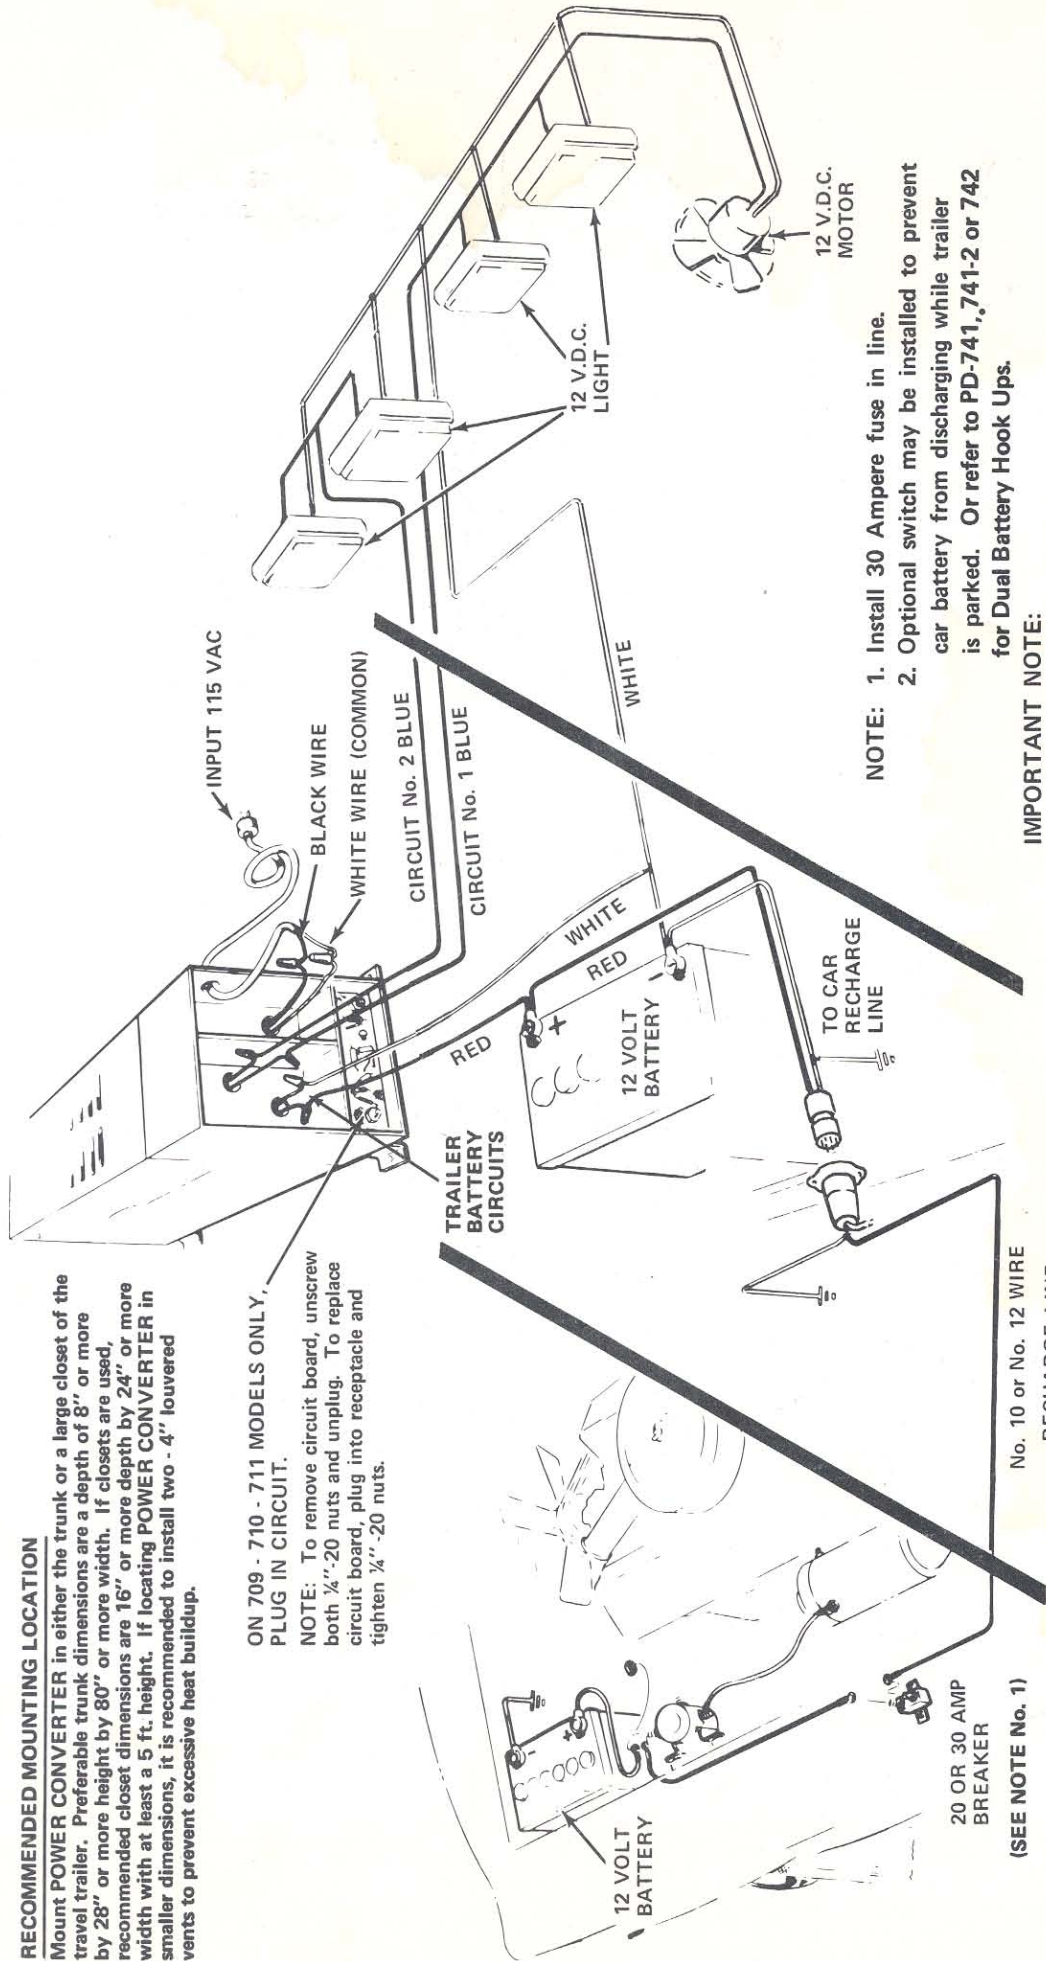 RECOMMENDED MOUNTING LOCATION
Mount POWER CONVERTER in either the trunk or a large closet of the
travel trailer. Preferable trunk dimensions are a depth of 8" or more
by 28" or more height by 80" or more width. If closets are used,
recommended closet dimensions are 16" or more depth by 24" or more
width with at least a 5 ft. height. If locating POWER CONVERTER in
smaller dimensions, it is recommended to install two - 4" louvered
vents to prevent excessive heat buildup.
ON 709 - 710 - 711 MODELS ONLY,
PLUG IN CIRCUIT.
NOTE: To remove circuit board, unscrew
both ¼"-20 nuts and unplug. To replace
circuit board, plug into receptacle and
tighten ¼" -20 nuts.
INPUT 115 VAC
BLACK WIRE
WHITE WIRE (COMMON)
CIRCUIT No. 2 BLUE
CIRCUIT No. 1 BLUE
TRAILER
BATTERY
CIRCUITS
RED
WHITE
RED
WHITE
+
-
12 VOLT
BATTERY
TO CAR
RECHARGE
LINE
12 V.D.C.
LIGHT
12 V.D.C.
MOTOR
-
+
12 VOLT
BATTERY
20 OR 30 AMP
BREAKER
(SEE NOTE No. 1)
No. 10 or No. 12 WIRE
RECHARGE LINE
NOTE: 1. Install 30 Ampere fuse in line.
2. Optional switch may be installed to prevent
car battery from discharging while trailer
is parked. Or refer to PD-741, 741-2 or 742
for Dual Battery Hook Ups.
IMPORTANT NOTE: